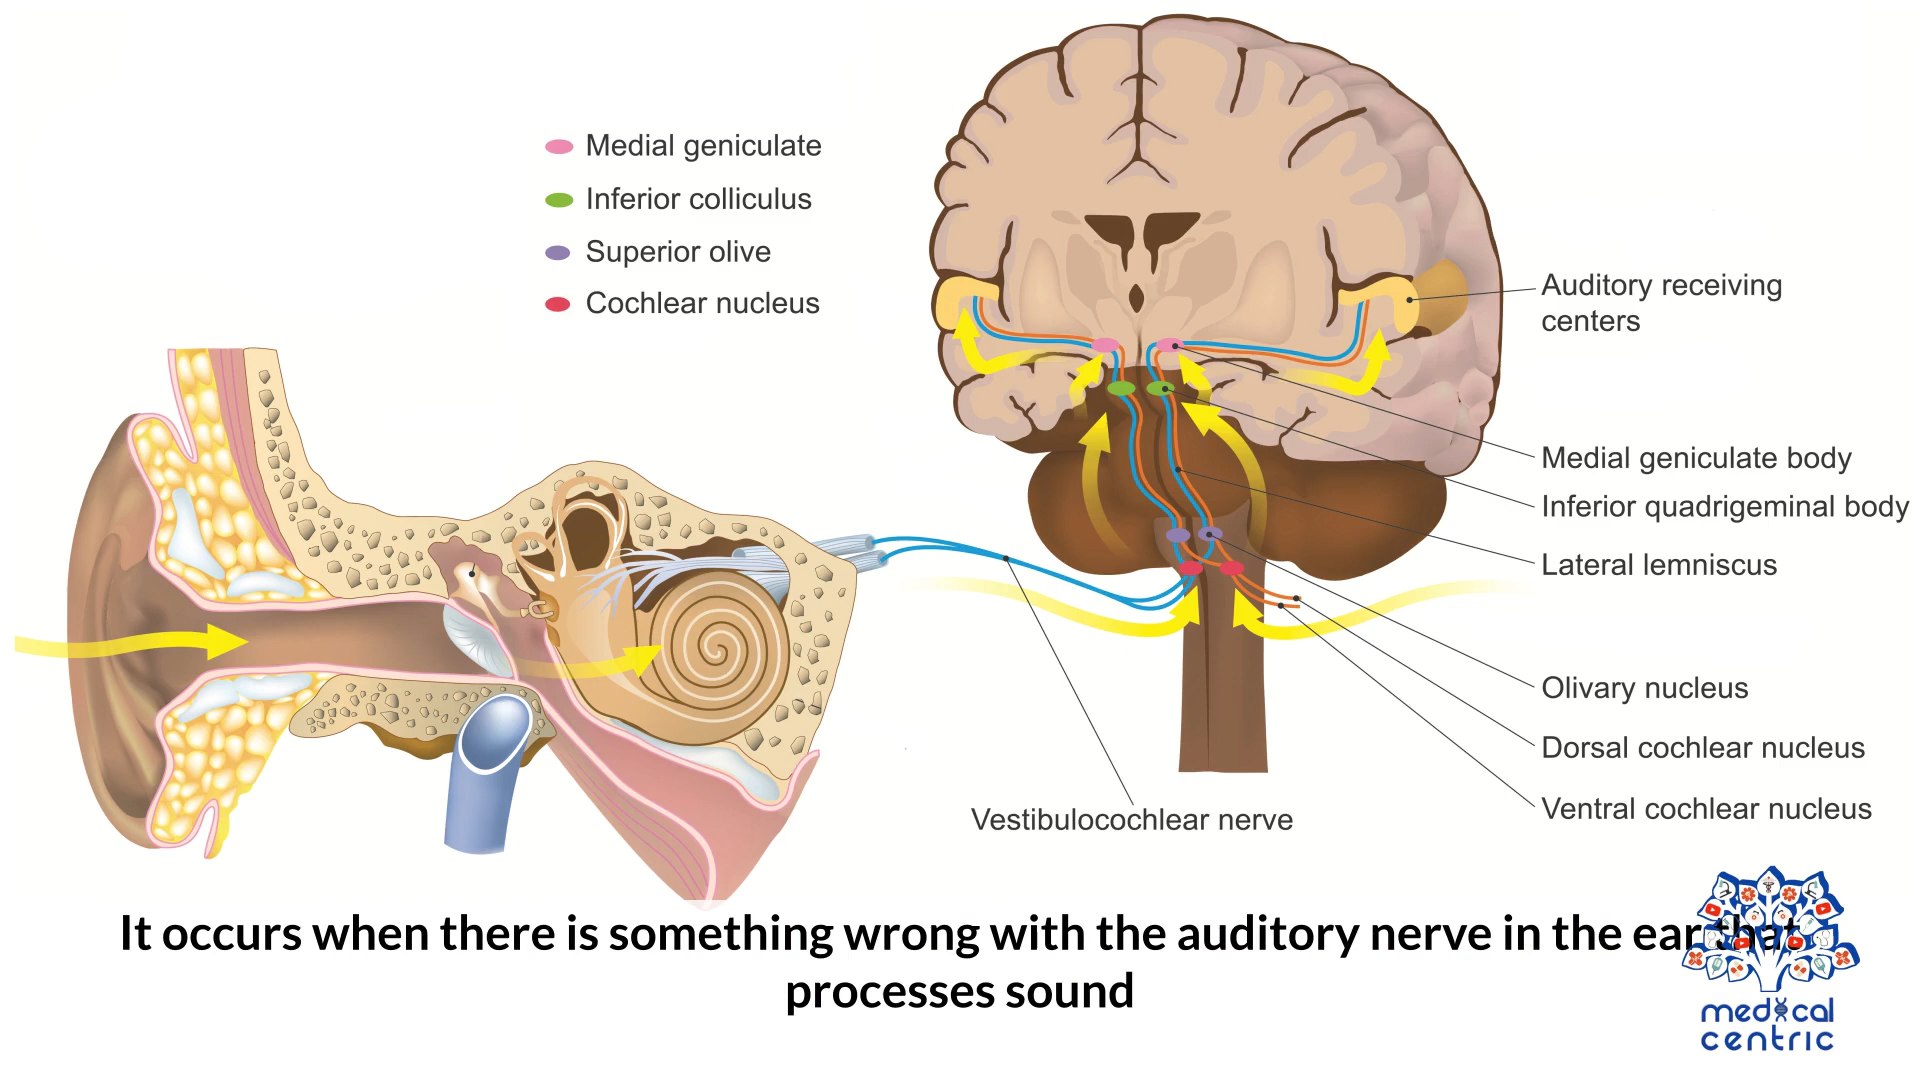 Medial geniculate
Inferior colliculus
Superior olive
Cochlear nucleus
Auditory receiving
centers
Medial geniculate body
Inferior quadrigeminal body
Lateral lemniscus
Olivary nucleus
Dorsal cochlear nucleus
Ventral cochlear nucleus
Vestibulocochlear nerve
It occurs when there is something wrong with the auditory nerve in the ear that
processes sound
medical
centric